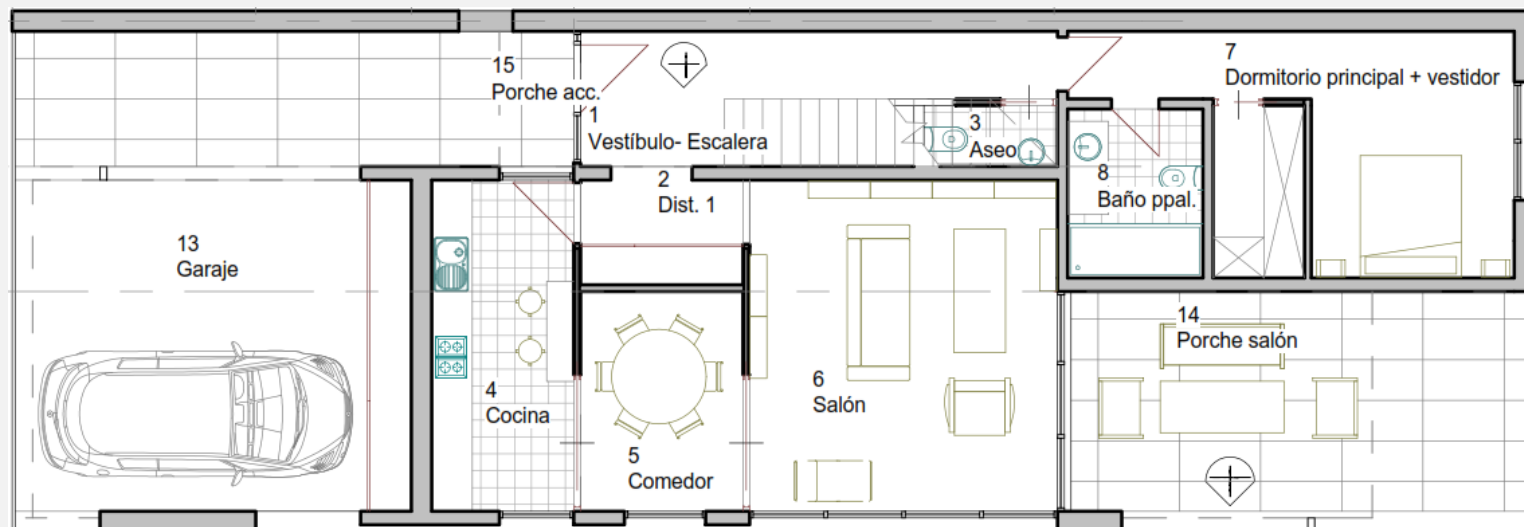 15
Porche acc.
1
Vestíbulo- Escalera
2
Dist. 1
3
Aseo
7
Dormitorio principal + vestidor
8
Baño ppal.
13
Garaje
4
Cocina
5
Comedor
6
Salón
14
Porche salón